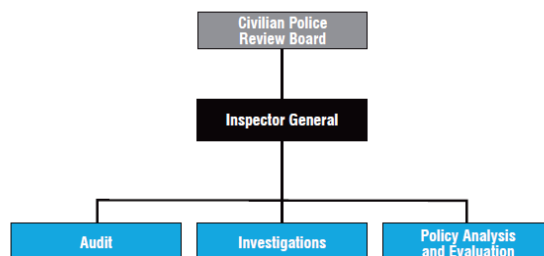 Civilian Police
Review Board
Inspector General
Audit
Investigations
Policy Analysis
and Evaluation